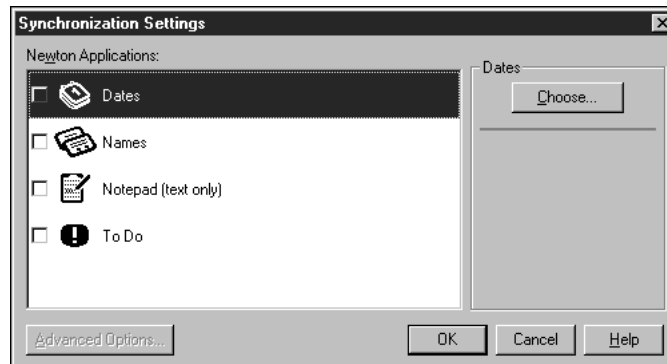 Synchronization Settings
Newton Applications:
Dates
Names
Notepad (text only)
To Do
Dates
Choose...
Advanced Options...
OK
Cancel
Help